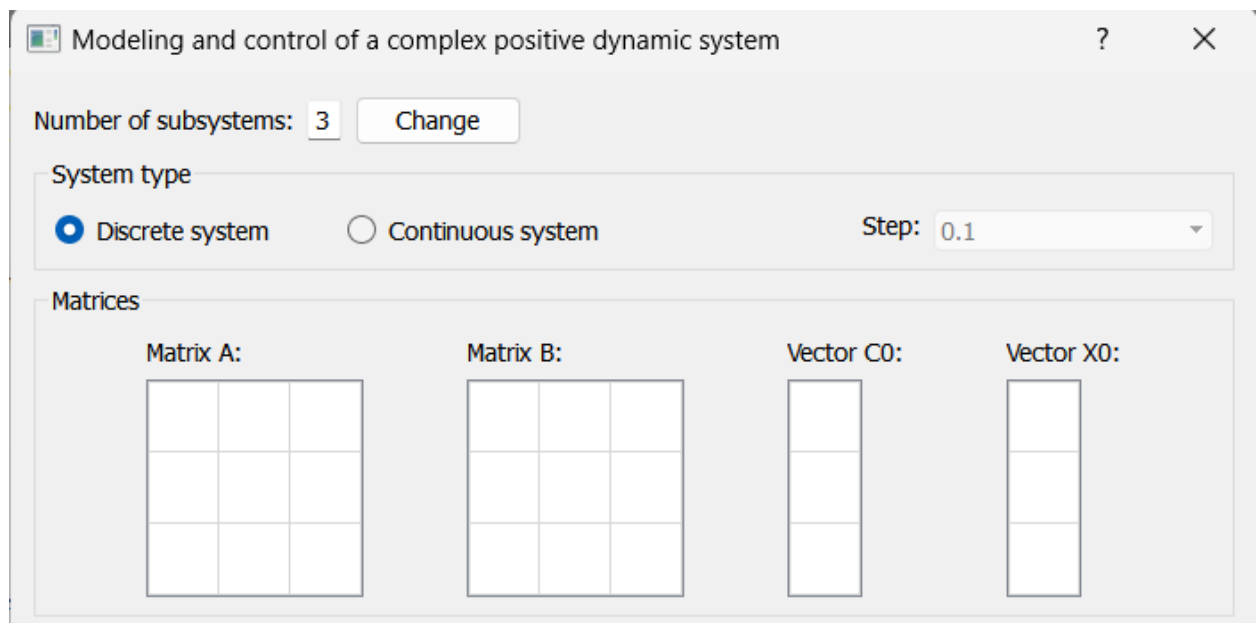 Modeling and control of a complex positive dynamic system ?
Number of subsystems: 3 Change
System type
Discrete system Continuous system Step: 0.1
Matrices
Matrix A: Matrix B: Vector C0: Vector X0: